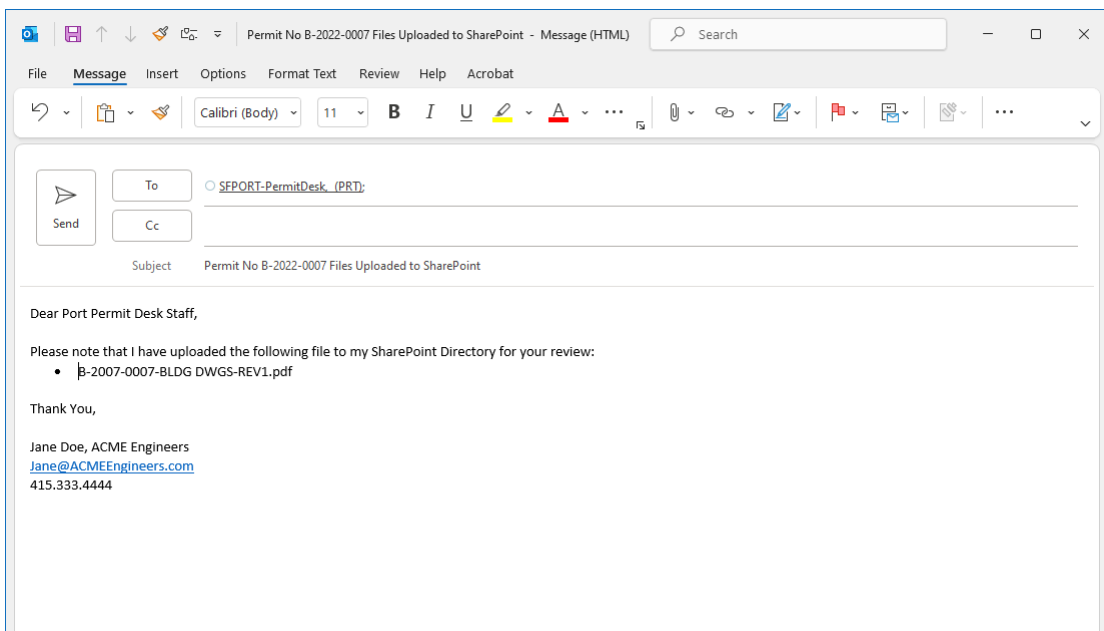 Permit No B-2022-0007 Files Uploaded to SharePoint - Message (HTML)
Search
File Message Insert Options Format Text Review Help Acrobat
Calibri (Body) 11 B I U A
Send
To SFPORT-PermitDesk, (PRT);
Cc
Subject Permit No B-2022-0007 Files Uploaded to SharePoint
Dear Port Permit Desk Staff,
Please note that I have uploaded the following file to my SharePoint Directory for your review:
• B-2007-0007-BLDG DWGS-REV1.pdf
Thank You,
Jane Doe, ACME Engineers
Jane@ACMEEngineers.com
415.333.4444